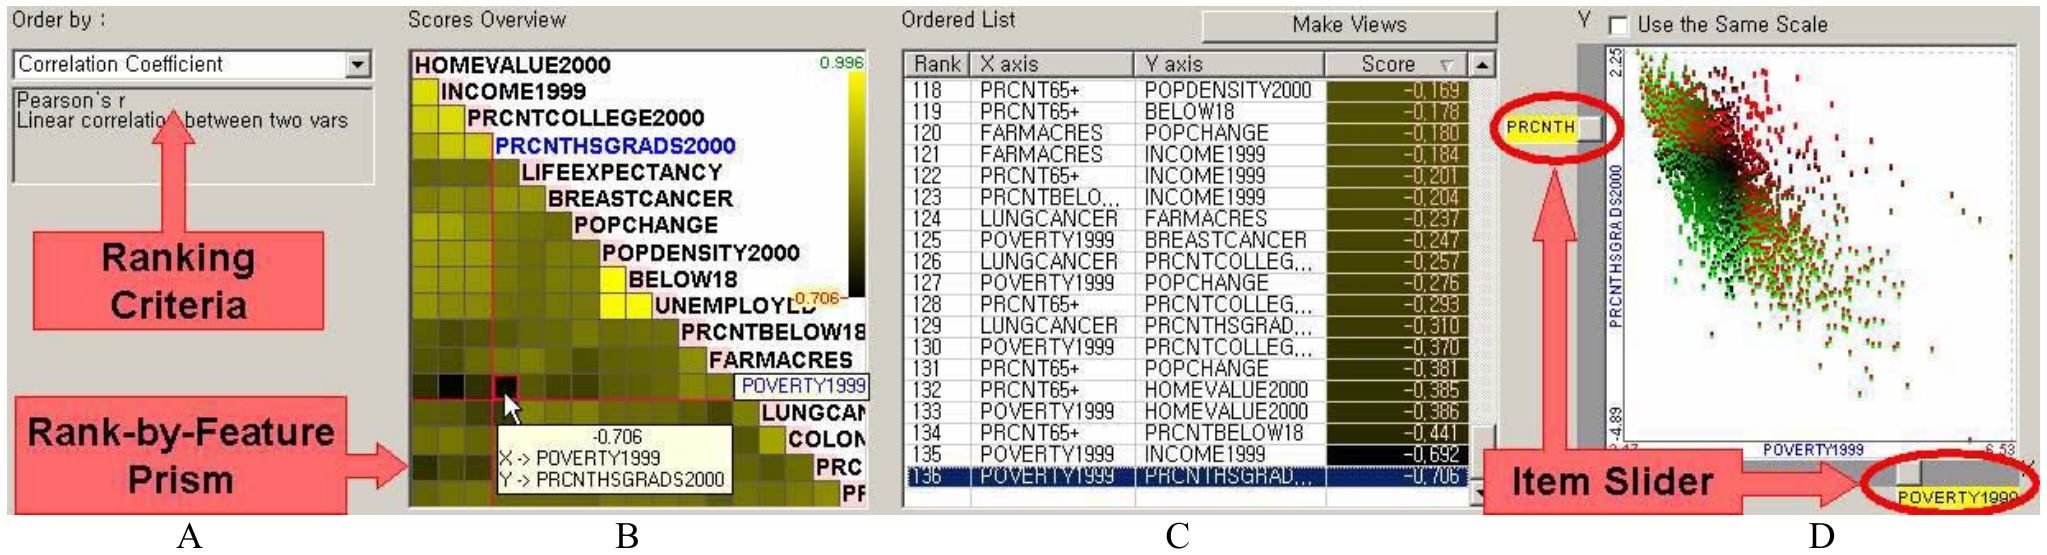 Order by :
Correlation Coefficient
Pearson's r
Linear correlation between two vars
Ranking
Criteria
Rank-by-Feature
Prism
A
Scores Overview
HOMEVALUE2000
0.996
INCOME1999
PRCNTCOLLEGE2000
PRCNTHSGRADS2000
LIFEEXPECTANCY
BREASTCANCER
POPCHANGE
POPDENSITY2000
BELOW18
UNEMPLOY
-0.706
PRCNTBELOW18
FARMACRES
POVERTY1999
LUNGCAN
COLON
PRC
PF
-0.706
X -> POVERTY1999
Y -> PRCNTHSGRADS2000
B
Ordered List
Make Views
Rank X axis Y axis Score
118 PRCNT65+ POPDENSITY2000 -0,169
119 PRCNT65+ BELOW18 -0,178
120 FARMACRES POPCHANGE -0,180
121 FARMACRES INCOME1999 -0,184
122 PRCNT65+ INCOME1999 -0,201
123 PRCNTBELO... INCOME1999 -0,204
124 LUNGCANCER FARMACRES -0,237
125 POVERTY1999 BREASTCANCER -0,247
126 LUNGCANCER PRCNTCOLLEG... -0,257
127 POVERTY1999 POPCHANGE -0,276
128 PRCNT65+ PRCNTCOLLEG... -0,293
129 LUNGCANCER PRCNTHSGRAD... -0,310
130 POVERTY1999 PRCNTCOLLEG... -0,370
131 PRCNT65+ POPCHANGE -0,381
132 PRCNT65+ HOMEVALUE2000 -0,385
133 POVERTY1999 HOMEVALUE2000 -0,386
134 PRCNT65+ PRCNTBELOW18 -0,441
135 POVERTY1999 INCOME1999 -0,692
136 POVERTY1999 PRCNTHSGRAD... -0,706
C
Y
Use the Same Scale
2.25
PRCNTH
PRCNTHSGRADS2000
-4.89
POVERTY1999
6.53
Item Slider
POVERTY1999
D